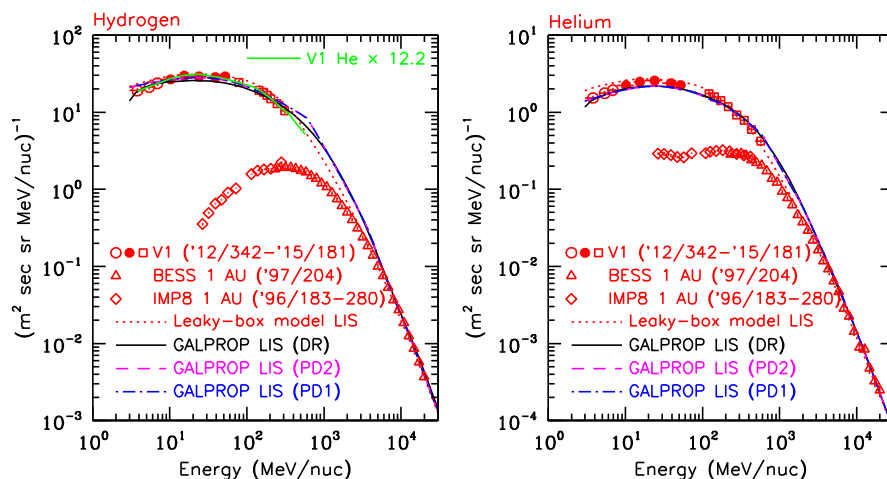 Hydrogen
V1 He × 12.2
(m² sec sr MeV/nuc)⁻¹
10²
10¹
10⁰
10⁻¹
10⁻²
10⁻³
V1 ('12/342−'15/181)
BESS 1 AU ('97/204)
IMP8 1 AU ('96/183−280)
Leaky−box model LIS
GALPROP LIS (DR)
GALPROP LIS (PD2)
GALPROP LIS (PD1)
10⁰ 10¹ 10² 10³ 10⁴
Energy (MeV/nuc)
Helium
(m² sec sr MeV/nuc)⁻¹
10¹
10⁰
10⁻¹
10⁻²
10⁻³
10⁻⁴
V1 ('12/342−'15/181)
BESS 1 AU ('97/204)
IMP8 1 AU ('96/183−280)
Leaky−box model LIS
GALPROP LIS (DR)
GALPROP LIS (PD2)
GALPROP LIS (PD1)
10⁰ 10¹ 10² 10³ 10⁴
Energy (MeV/nuc)